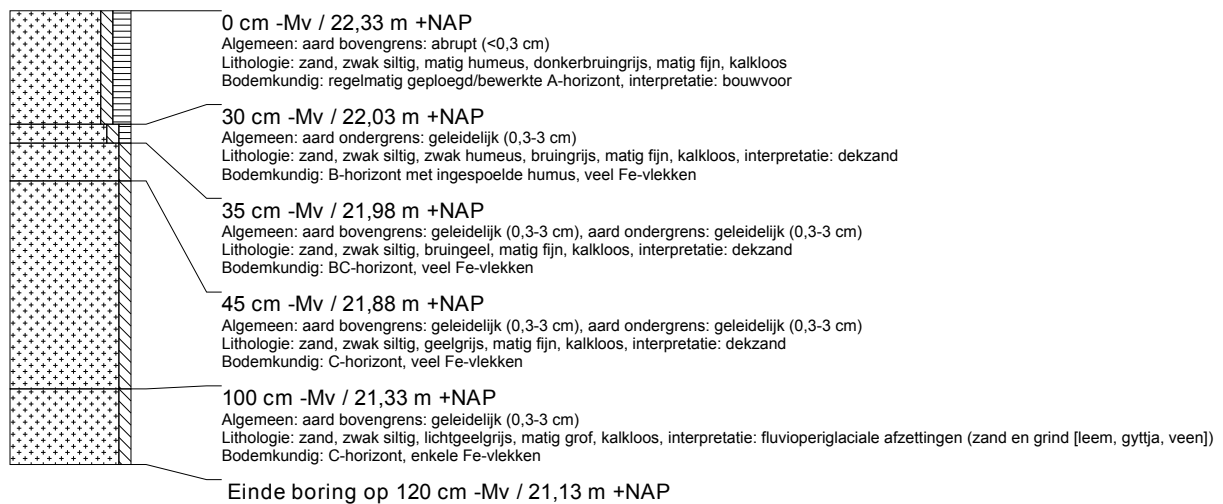 0 cm -Mv / 22,33 m +NAP
Algemeen: aard bovengrens: abrupt (<0,3 cm)
Lithologie: zand, zwak siltig, matig humeus, donkerbruingrijs, matig fijn, kalkloos
Bodemkundig: regelmatig geploegd/bewerkte A-horizont, interpretatie: bouwvoor
30 cm -Mv / 22,03 m +NAP
Algemeen: aard ondergrens: geleidelijk (0,3-3 cm)
Lithologie: zand, zwak siltig, zwak humeus, bruingrijs, matig fijn, kalkloos, interpretatie: dekzand
Bodemkundig: B-horizont met ingespoelde humus, veel Fe-vlekken
35 cm -Mv / 21,98 m +NAP
Algemeen: aard bovengrens: geleidelijk (0,3-3 cm), aard ondergrens: geleidelijk (0,3-3 cm)
Lithologie: zand, zwak siltig, bruingeel, matig fijn, kalkloos, interpretatie: dekzand
Bodemkundig: BC-horizont, veel Fe-vlekken
45 cm -Mv / 21,88 m +NAP
Algemeen: aard bovengrens: geleidelijk (0,3-3 cm), aard ondergrens: geleidelijk (0,3-3 cm)
Lithologie: zand, zwak siltig, geelgrijs, matig fijn, kalkloos, interpretatie: dekzand
Bodemkundig: C-horizont, veel Fe-vlekken
100 cm -Mv / 21,33 m +NAP
Algemeen: aard bovengrens: geleidelijk (0,3-3 cm)
Lithologie: zand, zwak siltig, lichtgeelgrijs, matig grof, kalkloos, interpretatie: fluvioperiglaciale afzettingen (zand en grind [leem, gyttja, veen])
Bodemkundig: C-horizont, enkele Fe-vlekken
Einde boring op 120 cm -Mv / 21,13 m +NAP